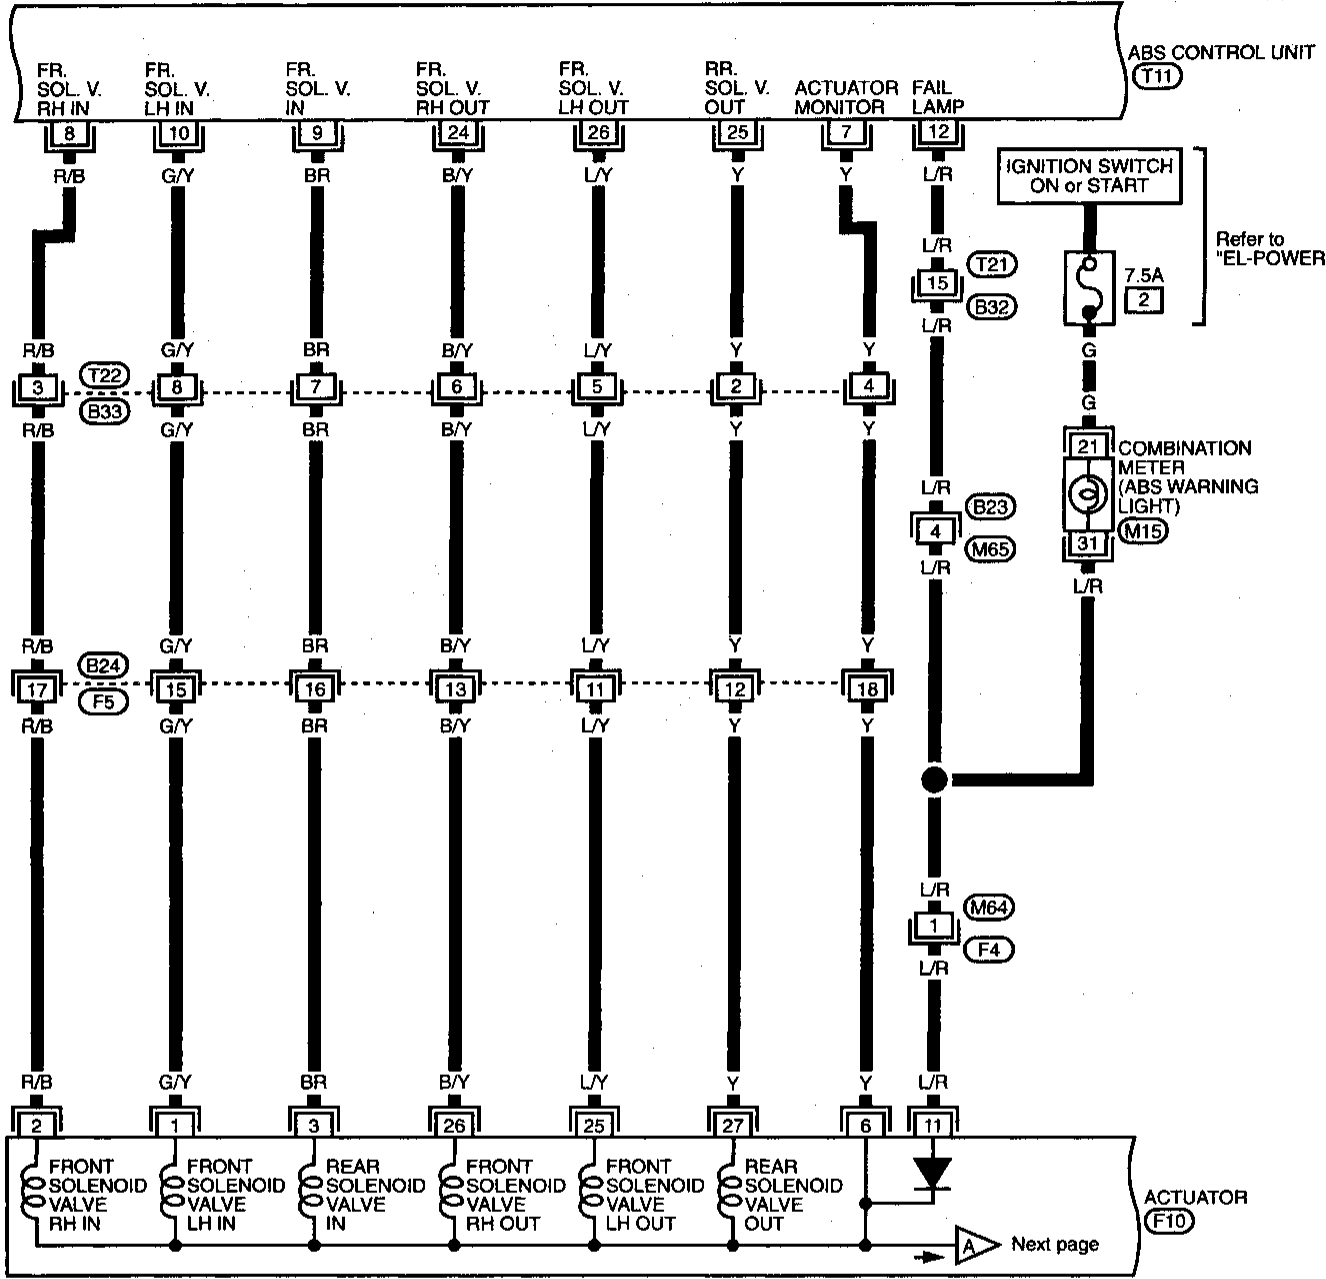 ABS CONTROL UNIT
T11
FR. SOL. V. RH IN
FR. SOL. V. LH IN
FR. SOL. V. IN
FR. SOL. V. RH OUT
FR. SOL. V. LH OUT
RR. SOL. V. OUT
ACTUATOR MONITOR
FAIL LAMP
8 10 9 24 26 25 7 12
R/B G/Y BR B/Y L/Y Y Y L/R
IGNITION SWITCH
ON or START
Refer to
"EL-POWER
L/R
T21
15
B32
L/R
7.5A
2
G
G
R/B G/Y BR B/Y L/Y Y Y
T22
3 8 7 6 5 2 4
B33
R/B G/Y BR B/Y L/Y Y Y
21
COMBINATION
METER
(ABS WARNING
LIGHT)
M15
31
L/R
L/R
B23
4
M65
L/R
R/B G/Y BR B/Y L/Y Y Y
B24
17 15 16 13 11 12 18
F5
R/B G/Y BR B/Y L/Y Y Y
L/R
M64
1
F4
L/R
R/B G/Y BR B/Y L/Y Y Y L/R
2 1 3 26 25 27 6 11
FRONT SOLENOID VALVE RH IN
FRONT SOLENOID VALVE LH IN
REAR SOLENOID VALVE IN
FRONT SOLENOID VALVE RH OUT
FRONT SOLENOID VALVE LH OUT
REAR SOLENOID VALVE OUT
ACTUATOR
F10
A
Next page